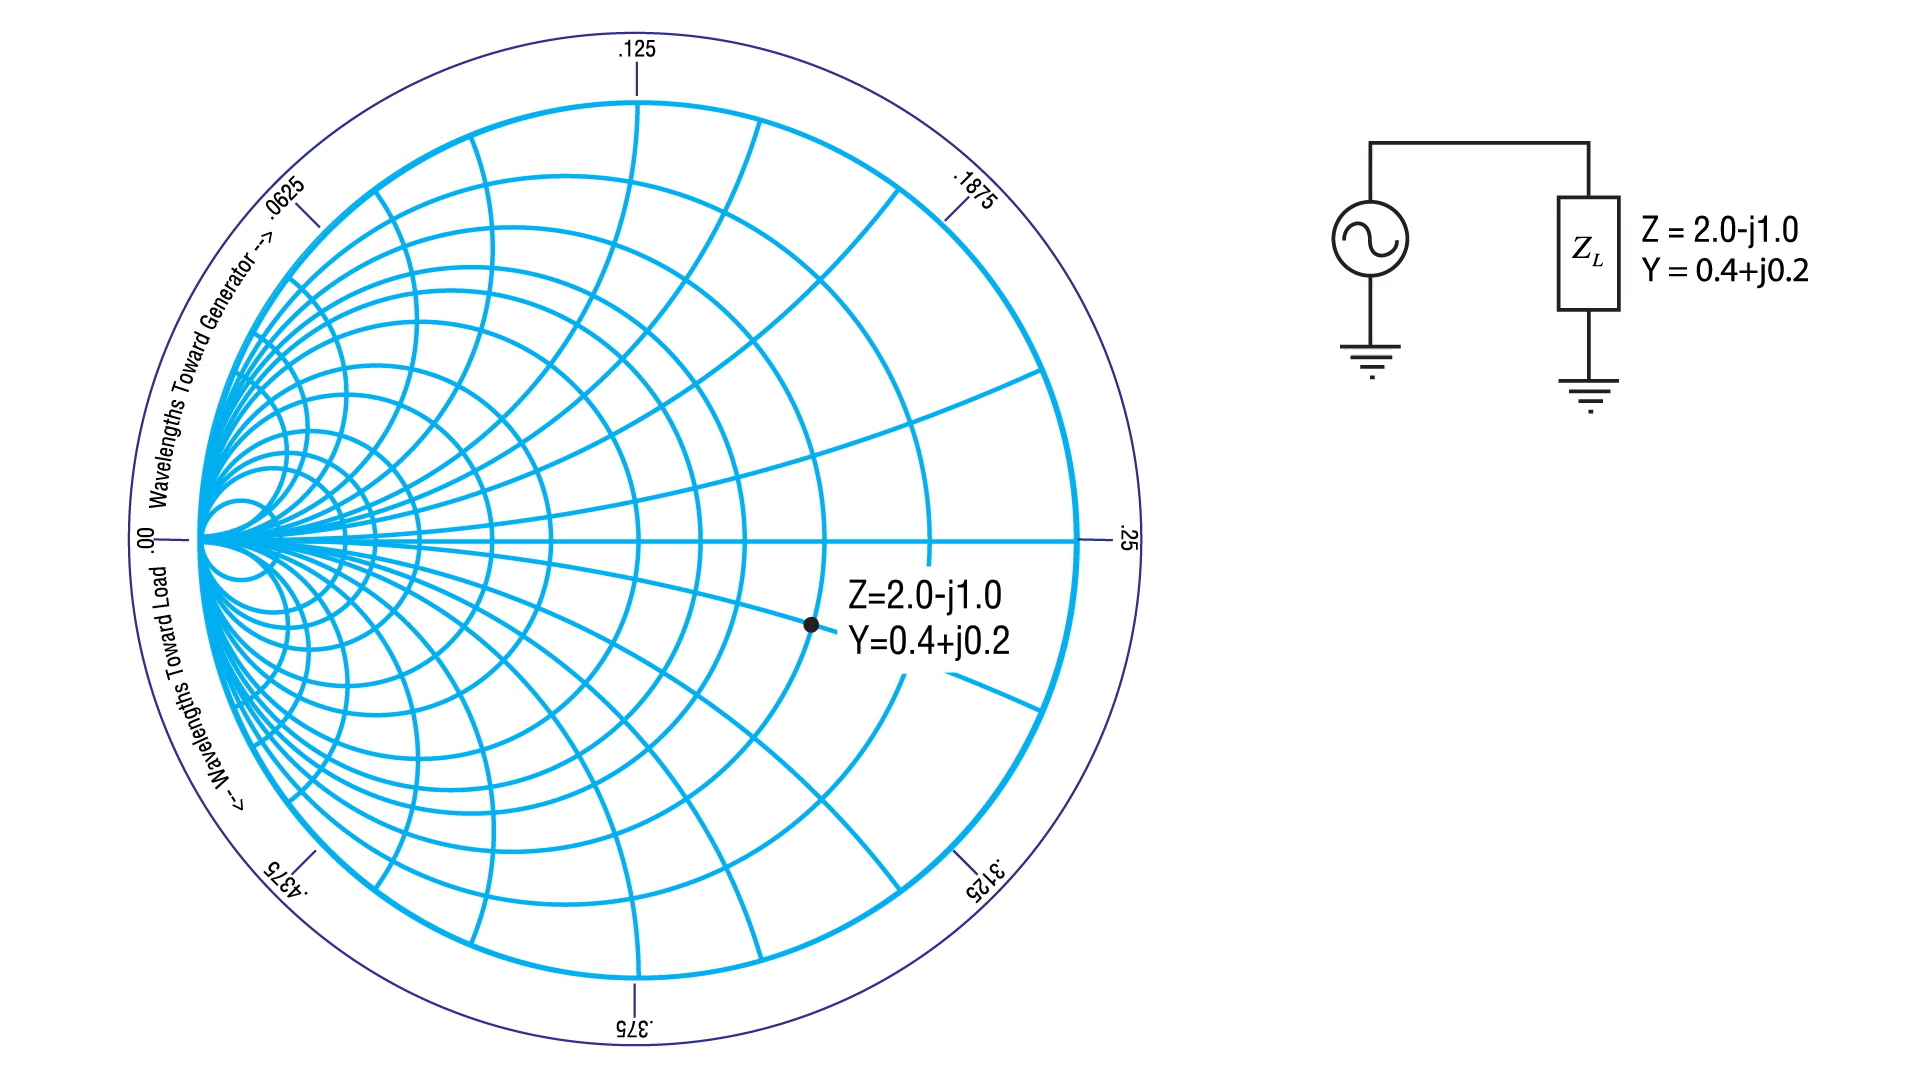 .125
.0625
.1875
Wavelengths Toward Generator -->
.00
.25
<-- Wavelengths Toward Load
.4375
.3125
.375
Z=2.0-j1.0
Y=0.4+j0.2
Z_L
Z = 2.0-j1.0
Y = 0.4+j0.2